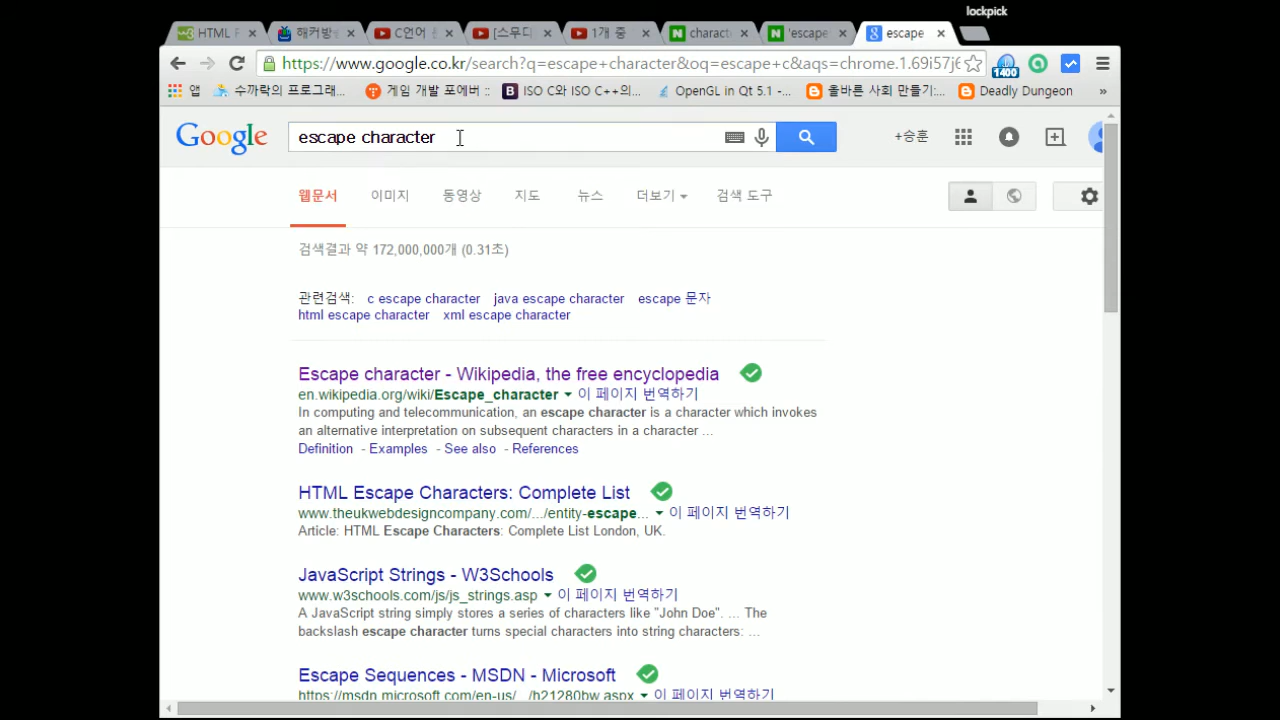 lockpick
HTML F 해커방송 C언어 [스무디 1개 중 charact 'escape escape
https://www.google.co.kr/search?q=escape+character&oq=escape+c&aqs=chrome.1.69i57j6
1400
앱 수까락의 프로그래... 게임 개발 포에버 :: ISO C와 ISO C++의... OpenGL in Qt 5.1 -... 올바른 사회 만들기:... Deadly Dungeon »
Google escape character +승훈
웹문서 이미지 동영상 지도 뉴스 더보기 검색 도구
검색결과 약 172,000,000개 (0.31초)
관련검색: c escape character java escape character escape 문자
html escape character xml escape character
Escape character - Wikipedia, the free encyclopedia
en.wikipedia.org/wiki/Escape_character 이 페이지 번역하기
In computing and telecommunication, an escape character is a character which invokes
an alternative interpretation on subsequent characters in a character ...
Definition - Examples - See also - References
HTML Escape Characters: Complete List
www.theukwebdesigncompany.com/.../entity-escape... 이 페이지 번역하기
Article: HTML Escape Characters: Complete List London, UK.
JavaScript Strings - W3Schools
www.w3schools.com/js/js_strings.asp 이 페이지 번역하기
A JavaScript string simply stores a series of characters like "John Doe". ... The
backslash escape character turns special characters into string characters: ...
Escape Sequences - MSDN - Microsoft
https://msdn.microsoft.com/en-us/.../h21280bw.aspx 이 페이지 번역하기